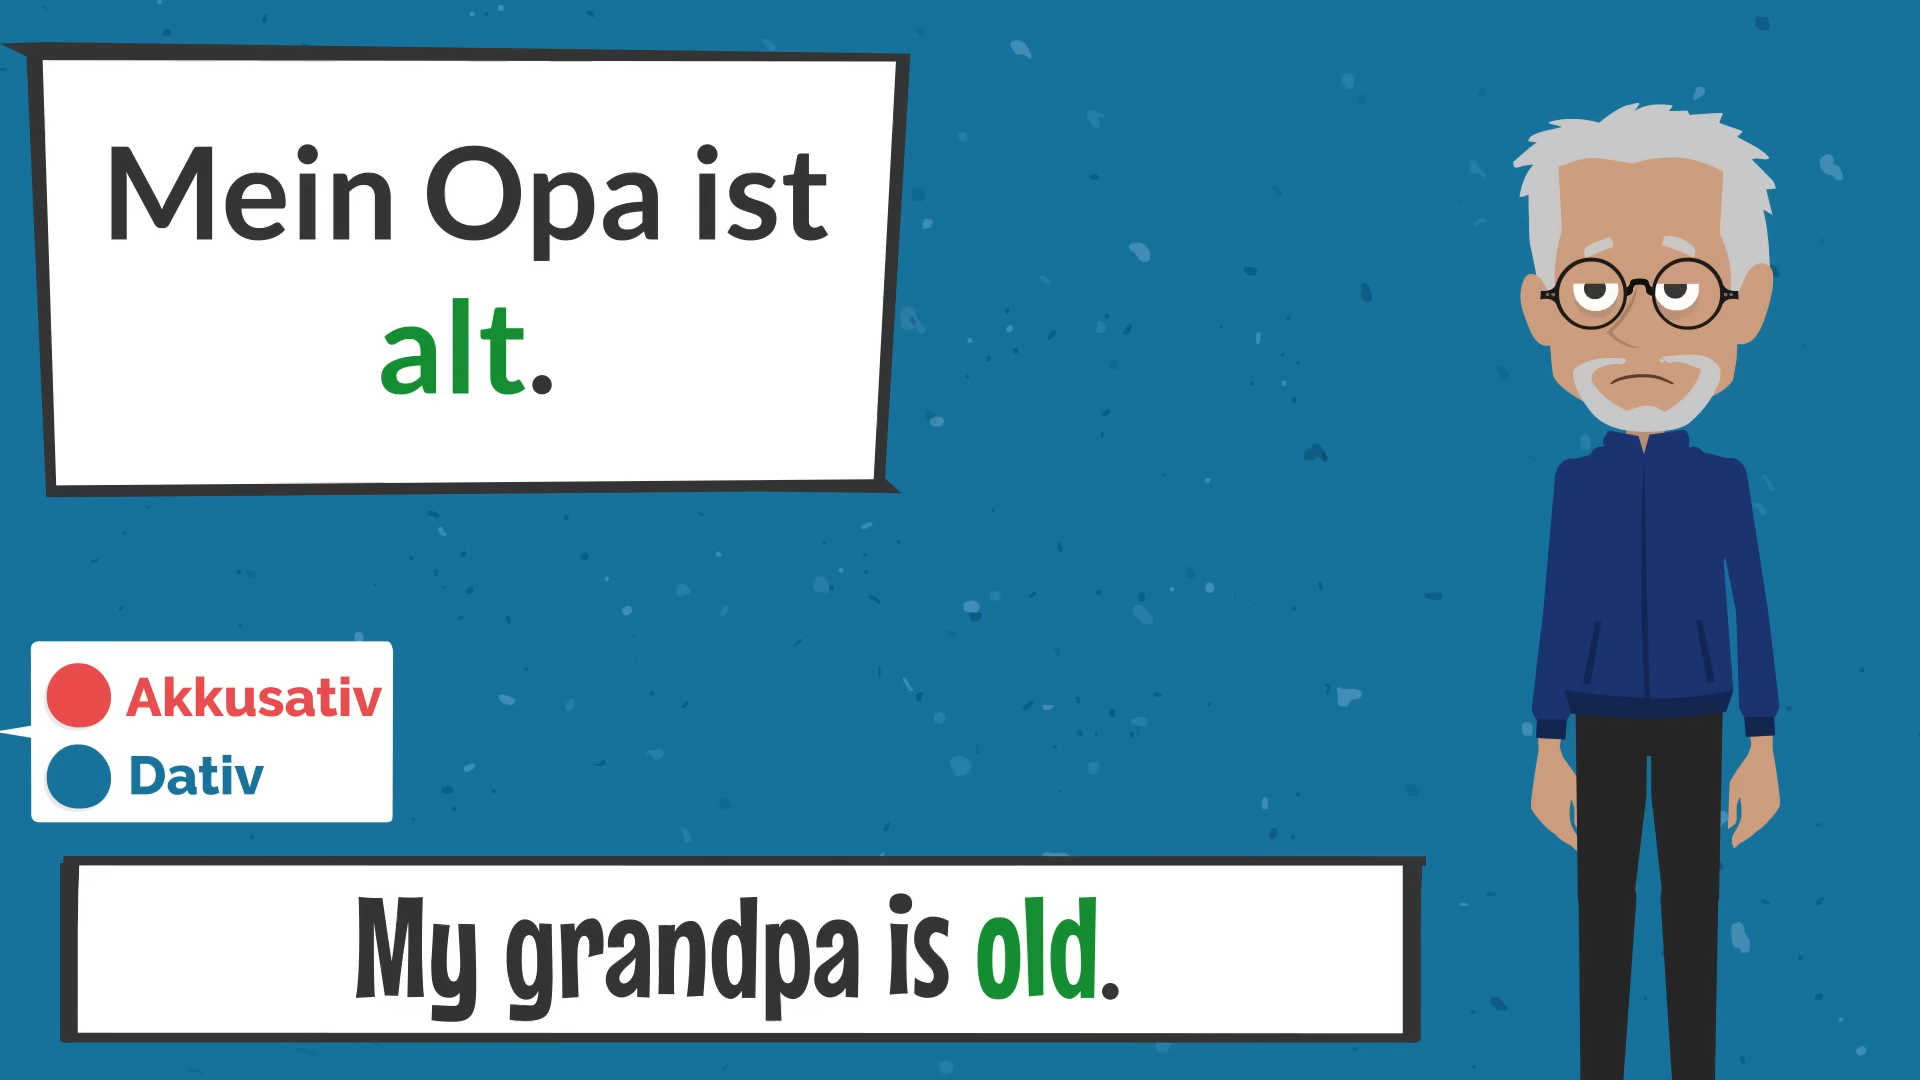 Mein Opa ist
alt.
Akkusativ
Dativ
My grandpa is old.